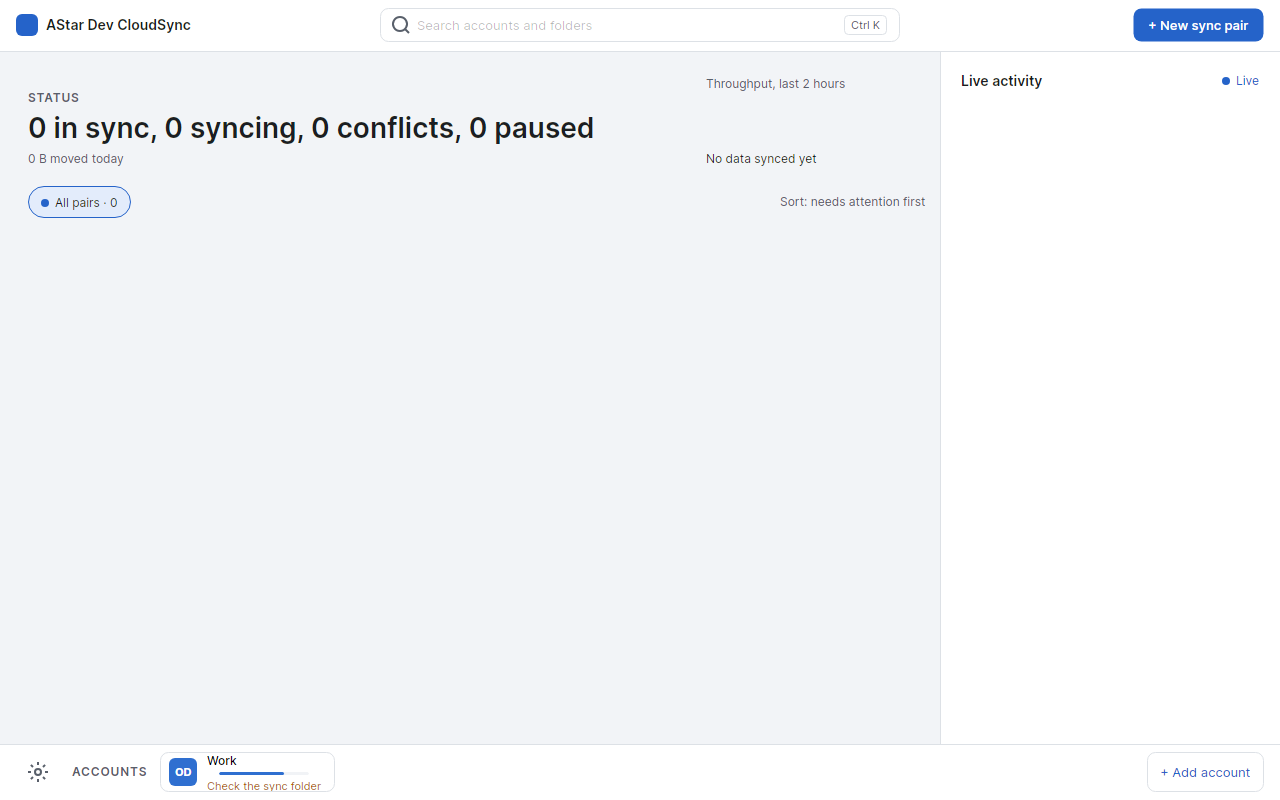 AStar Dev CloudSync
Search accounts and folders
Ctrl K
+ New sync pair
STATUS
0 in sync, 0 syncing, 0 conflicts, 0 paused
0 B moved today
Throughput, last 2 hours
No data synced yet
All pairs · 0
Sort: needs attention first
Live activity
Live
ACCOUNTS
OD
Work
Check the sync folder
+ Add account